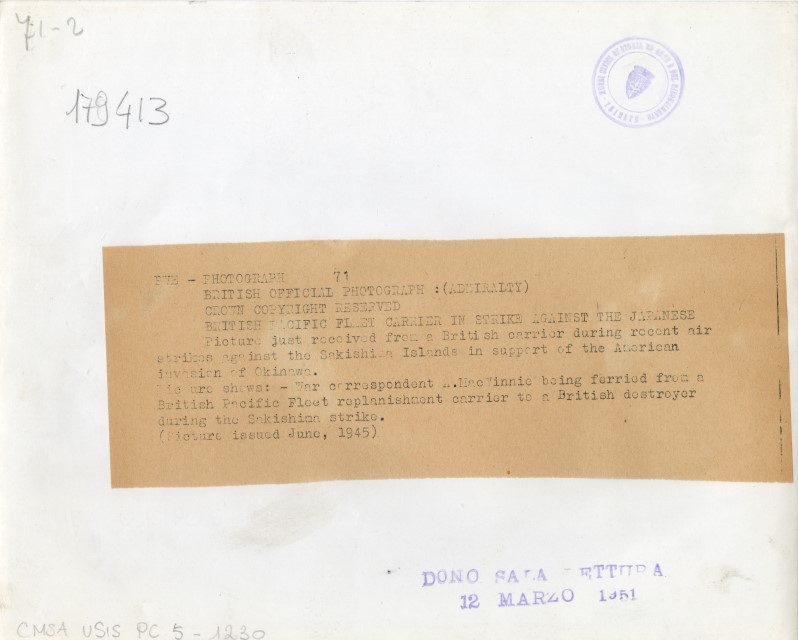 71-2
179413
PWE - PHOTOGRAPH 71
BRITISH OFFICIAL PHOTOGRAPH :(ADMIRALTY)
CROWN COPYRIGHT RESERVED
BRITISH PACIFIC FLEET CARRIER IN STRIKE AGAINST THE JAPANESE
Picture just received from a British carrier during recent air
strikes against the Sakishima Islands in support of the American
invasion of Okinawa.
Picture shows: - War correspondent being ferried from a
British Pacific Fleet replanishment carrier to a British destroyer
during the Sakishima strike.
(Picture issued June, 1945)
DONO SALA LETTURA
12 MARZO 1951
CMSA USIS PC 5 - 1230